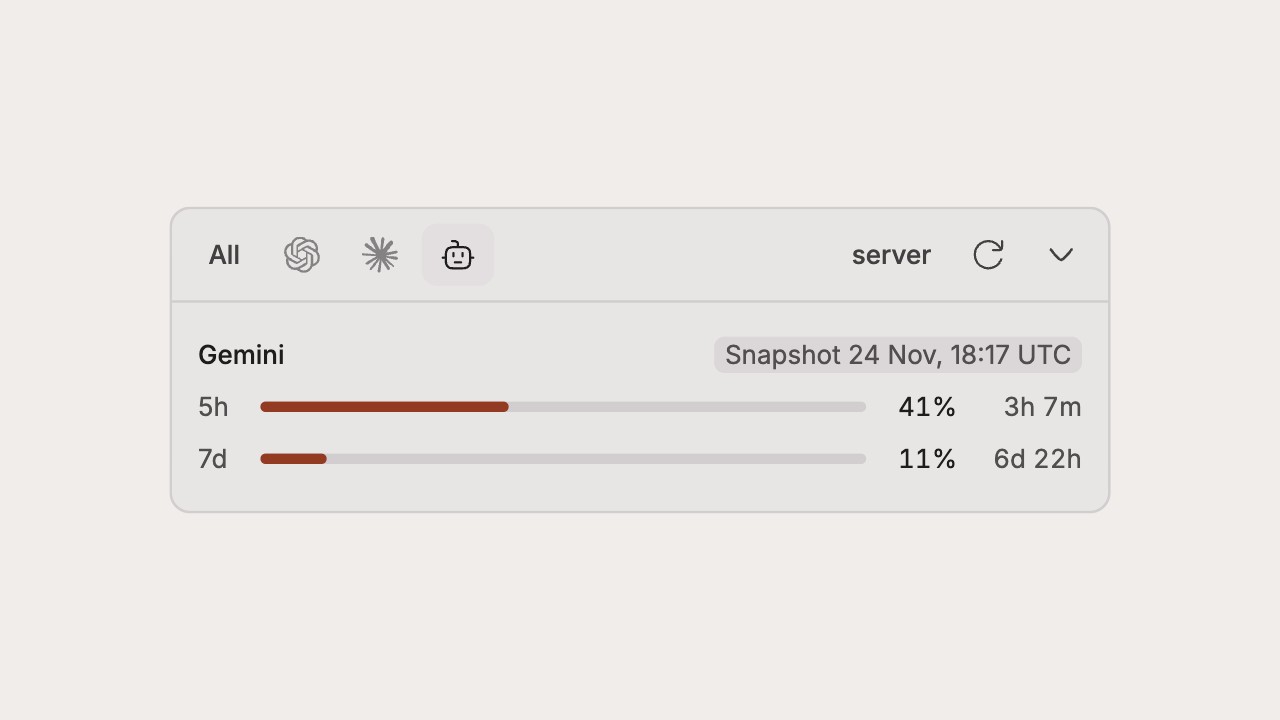 All server
Gemini Snapshot 24 Nov, 18:17 UTC
5h 41% 3h 7m
7d 11% 6d 22h